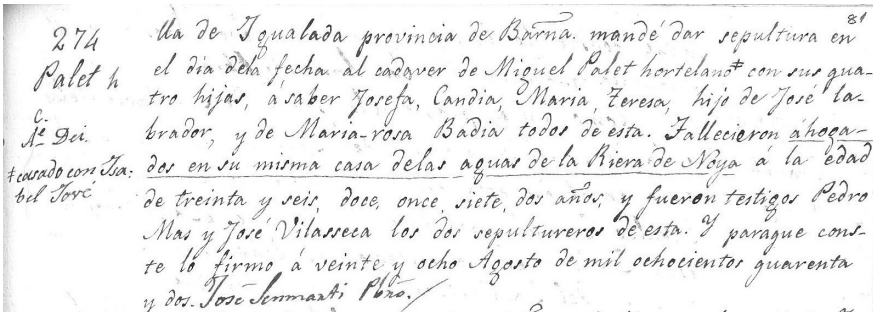 81
274
Palet h
C.
Ae. Dei.
‡casado con Isa-
bel Jové
lla de Igualada provincia de Barna. mandé dar sepultura en
el dia dela fecha al cadaver de Miguel Palet hortelano‡ con sus qua-
tro hijas, á saber Josefa, Candia, Maria, Teresa, hijo de José la-
brador, y de Maria-rosa Badia todos de esta. Fallecieron ahoga-
dos en su misma casa delas aguas de la Riera de Noya á la edad
de treinta y seis, doce, once, siete, dos años; y fueron testigos Pedro
Mas y José Vilasseca los dos sepultureros de esta. Y paraque cons-
te lo firmo á veinte y ocho Agosto de mil ochocientos quarenta
y dos. José Senmartí Pbro.